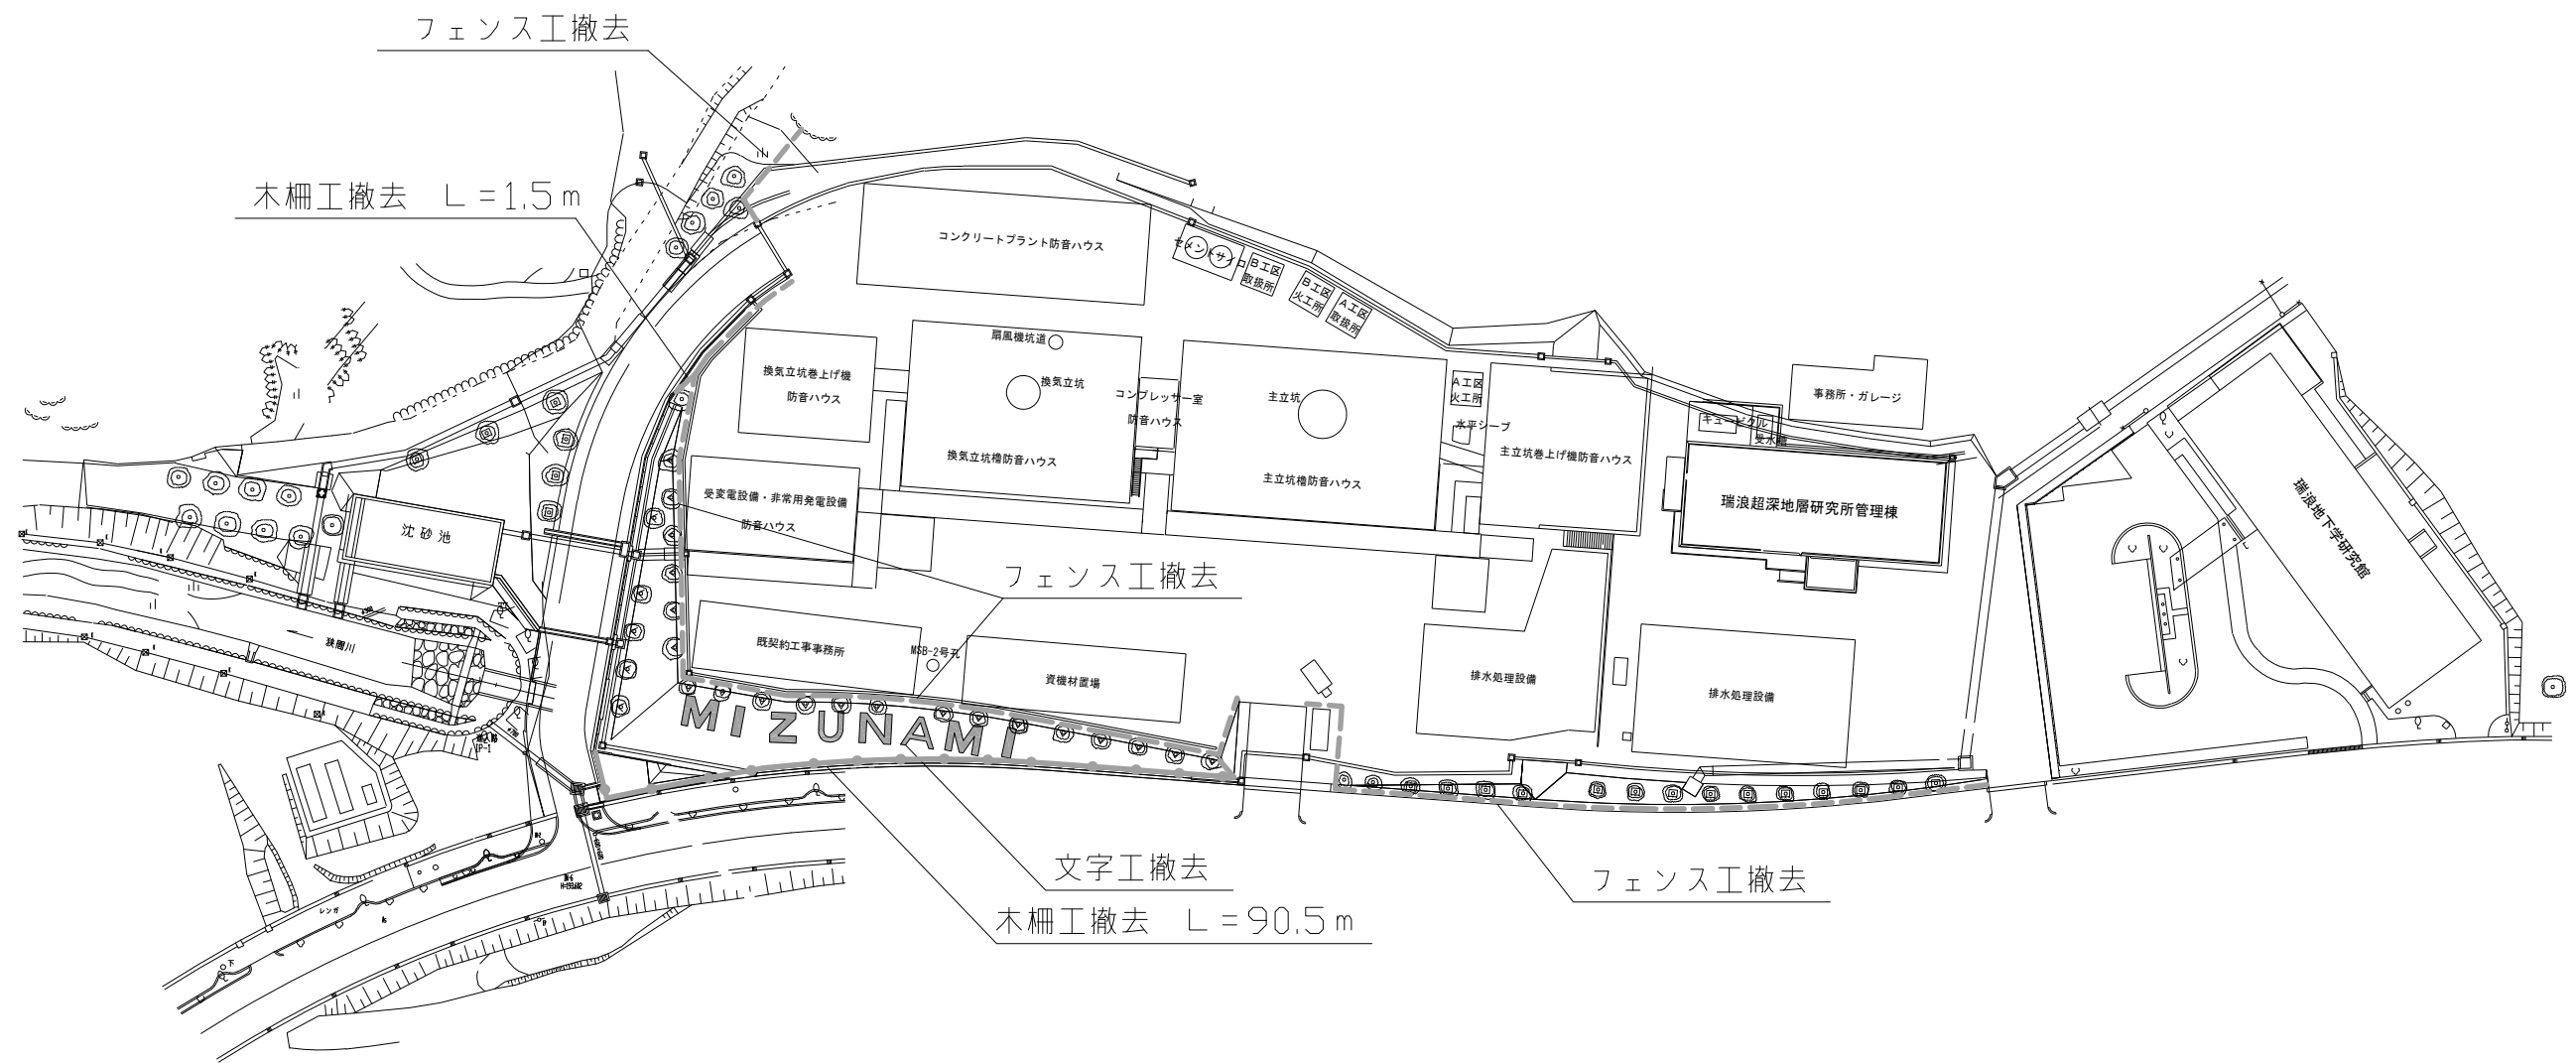 フェンス工撤去
木柵工撤去　L=1.5m
コンクリートプラント防音ハウス
セメントサイロ
B工区
取扱所
B工区
火工所
A工区
取扱所
扇風機坑道
換気立坑巻上げ機
防音ハウス
換気立坑
コンプレッサー室
防音ハウス
主立坑
A工区
火工所
水平シーブ
事務所・ガレージ
キュービクル
受水槽
換気立坑櫓防音ハウス
主立坑櫓防音ハウス
主立坑巻上げ機防音ハウス
受変電設備・非常用発電設備
防音ハウス
瑞浪超深地層研究所管理棟
瑞浪地下学研究館
沈砂池
フェンス工撤去
狭間川
既契約工事事務所
MSB-2号孔
資機材置場
排水処理設備
排水処理設備
MIZUNAMI
IP-1
文字工撤去
フェンス工撤去
木柵工撤去　L=90.5m
レンガ
下